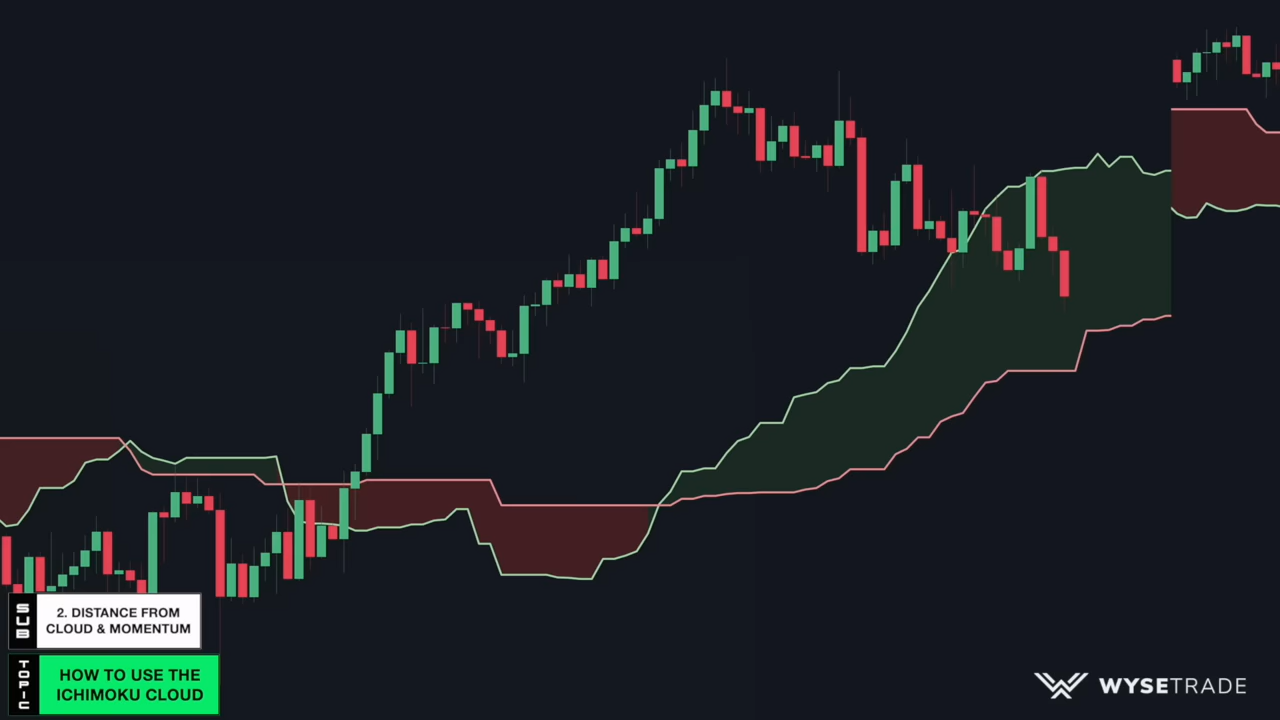 SUB
2. DISTANCE FROM
CLOUD & MOMENTUM
TOPIC
HOW TO USE THE
ICHIMOKU CLOUD
WYSETRADE